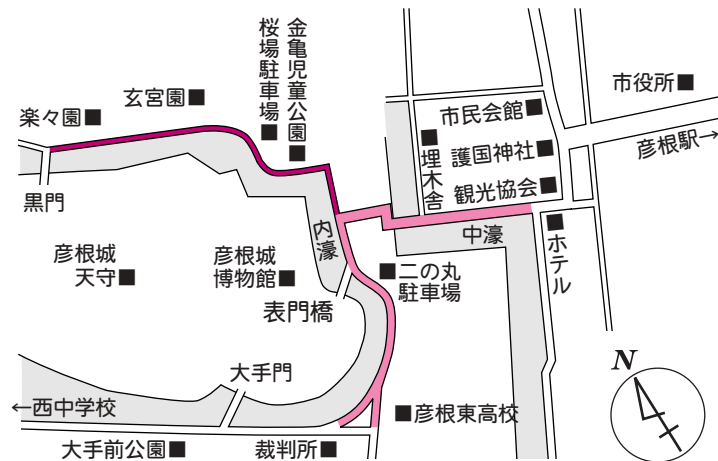 金亀児童公園■
桜場駐車場■
玄宮園■
楽々園■
黒門
市役所■
市民会館■
彦根駅→
■埋木舎
護国神社■
観光協会■
内濠
中濠
■ホテル
彦根城
天守■
彦根城
博物館■
■二の丸
駐車場
表門橋
大手門
N
←西中学校
■彦根東高校
大手前公園■
裁判所■